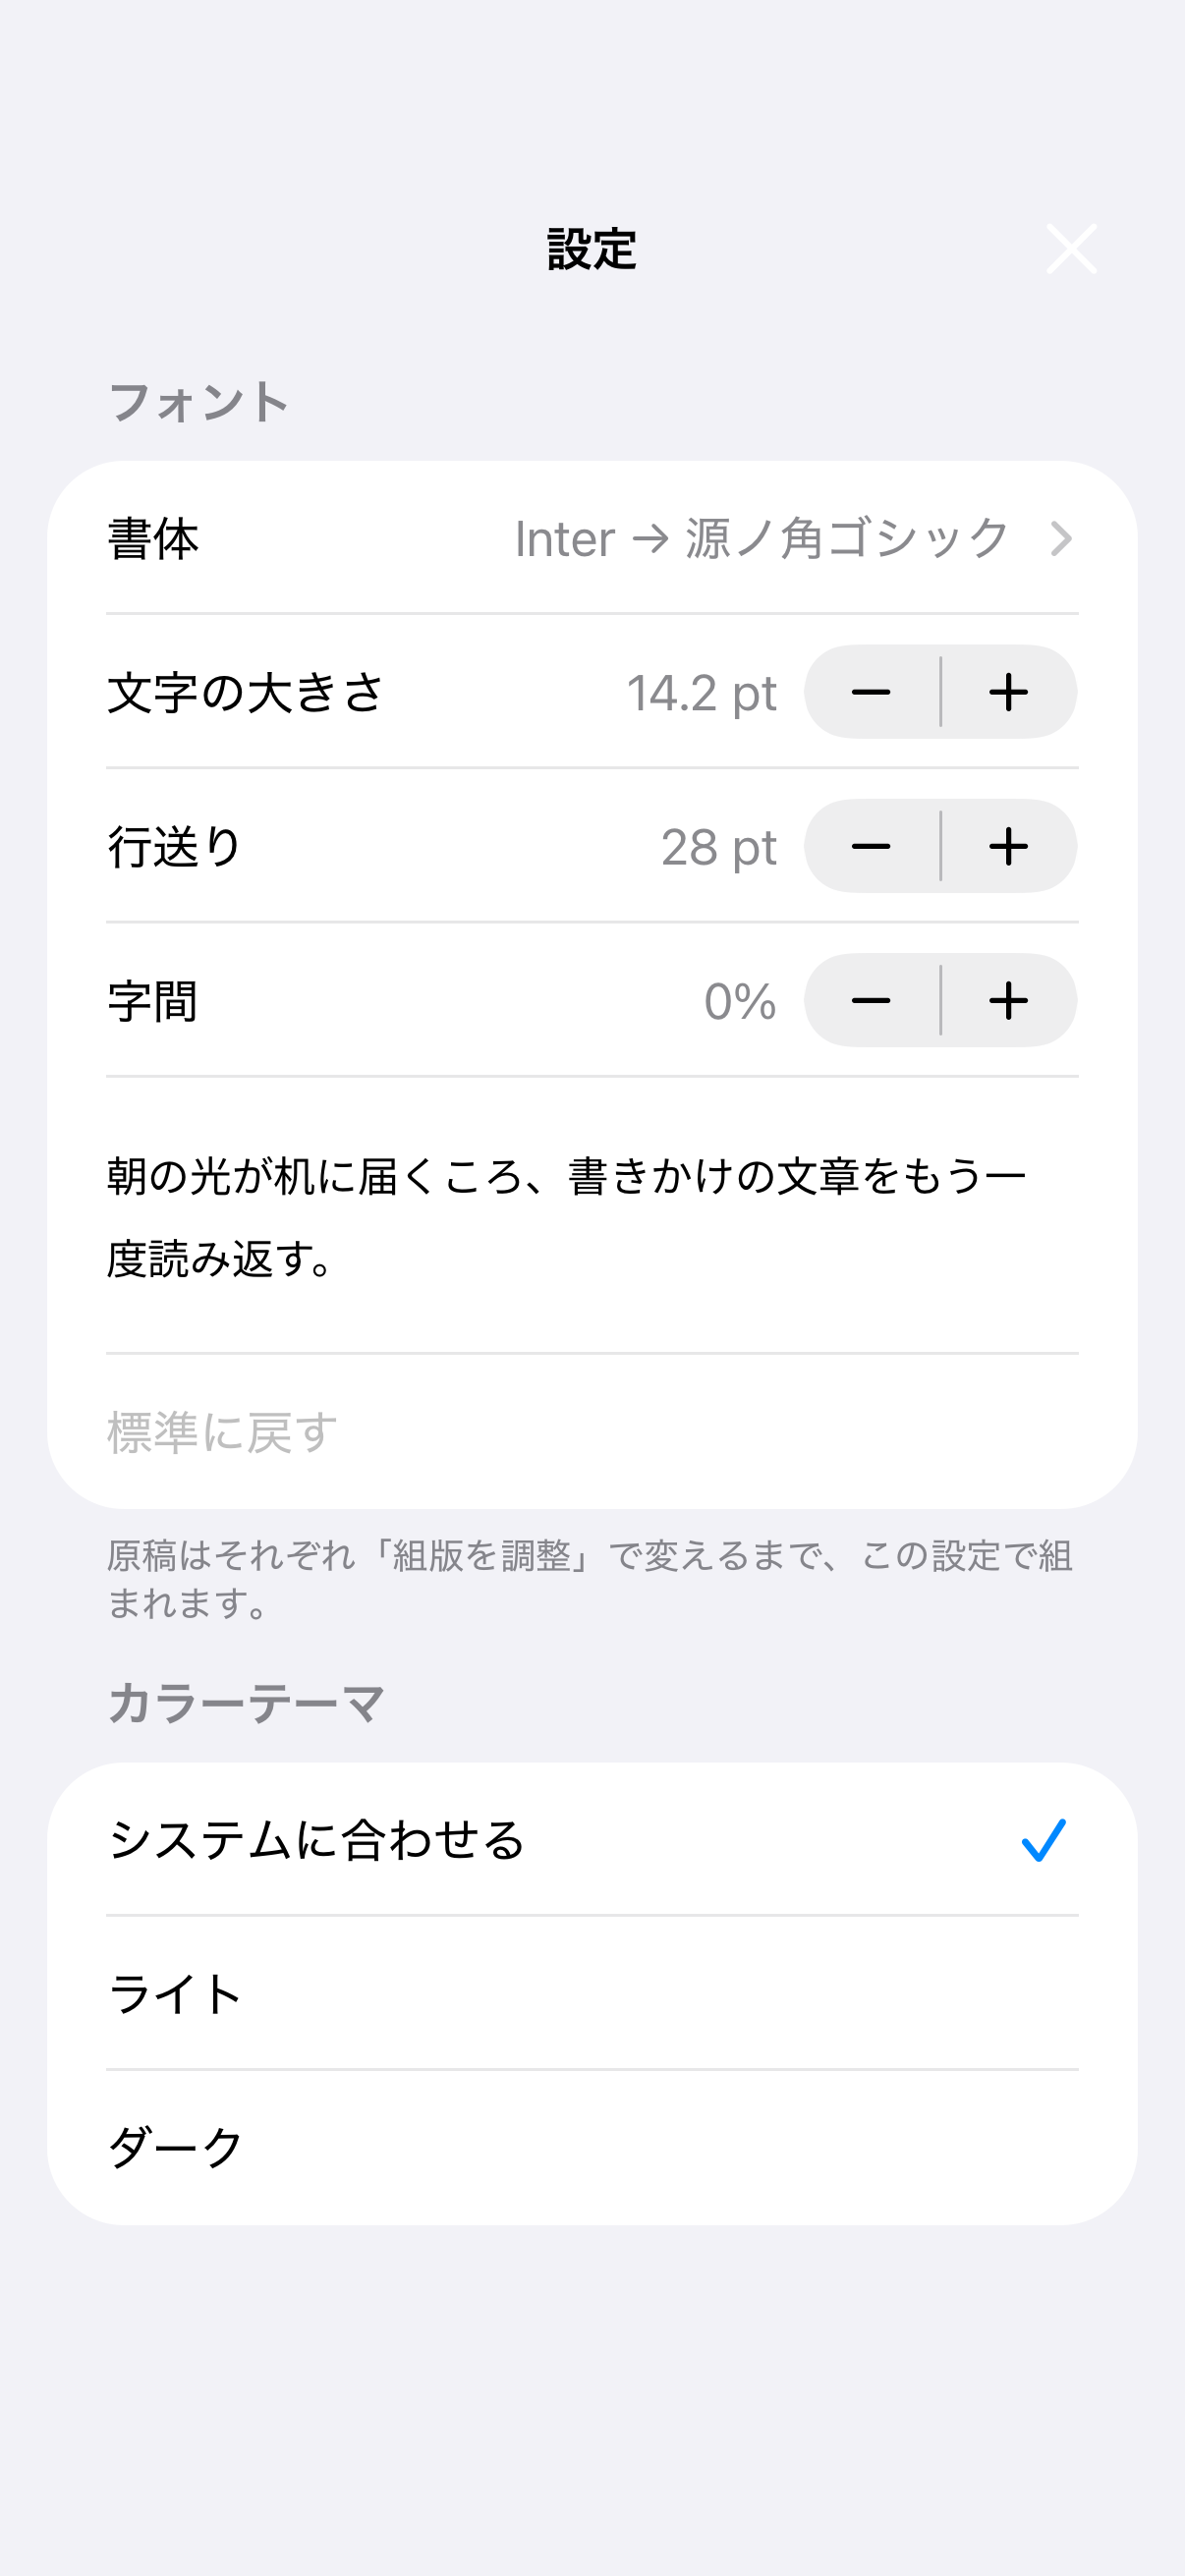 設定
フォント
書体 Inter → 源ノ角ゴシック
文字の大きさ 14.2 pt − +
行送り 28 pt − +
字間 0% − +
朝の光が机に届くころ、書きかけの文章をもう一
度読み返す。
標準に戻す
原稿はそれぞれ「組版を調整」で変えるまで、この設定で組
まれます。
カラーテーマ
システムに合わせる
ライト
ダーク